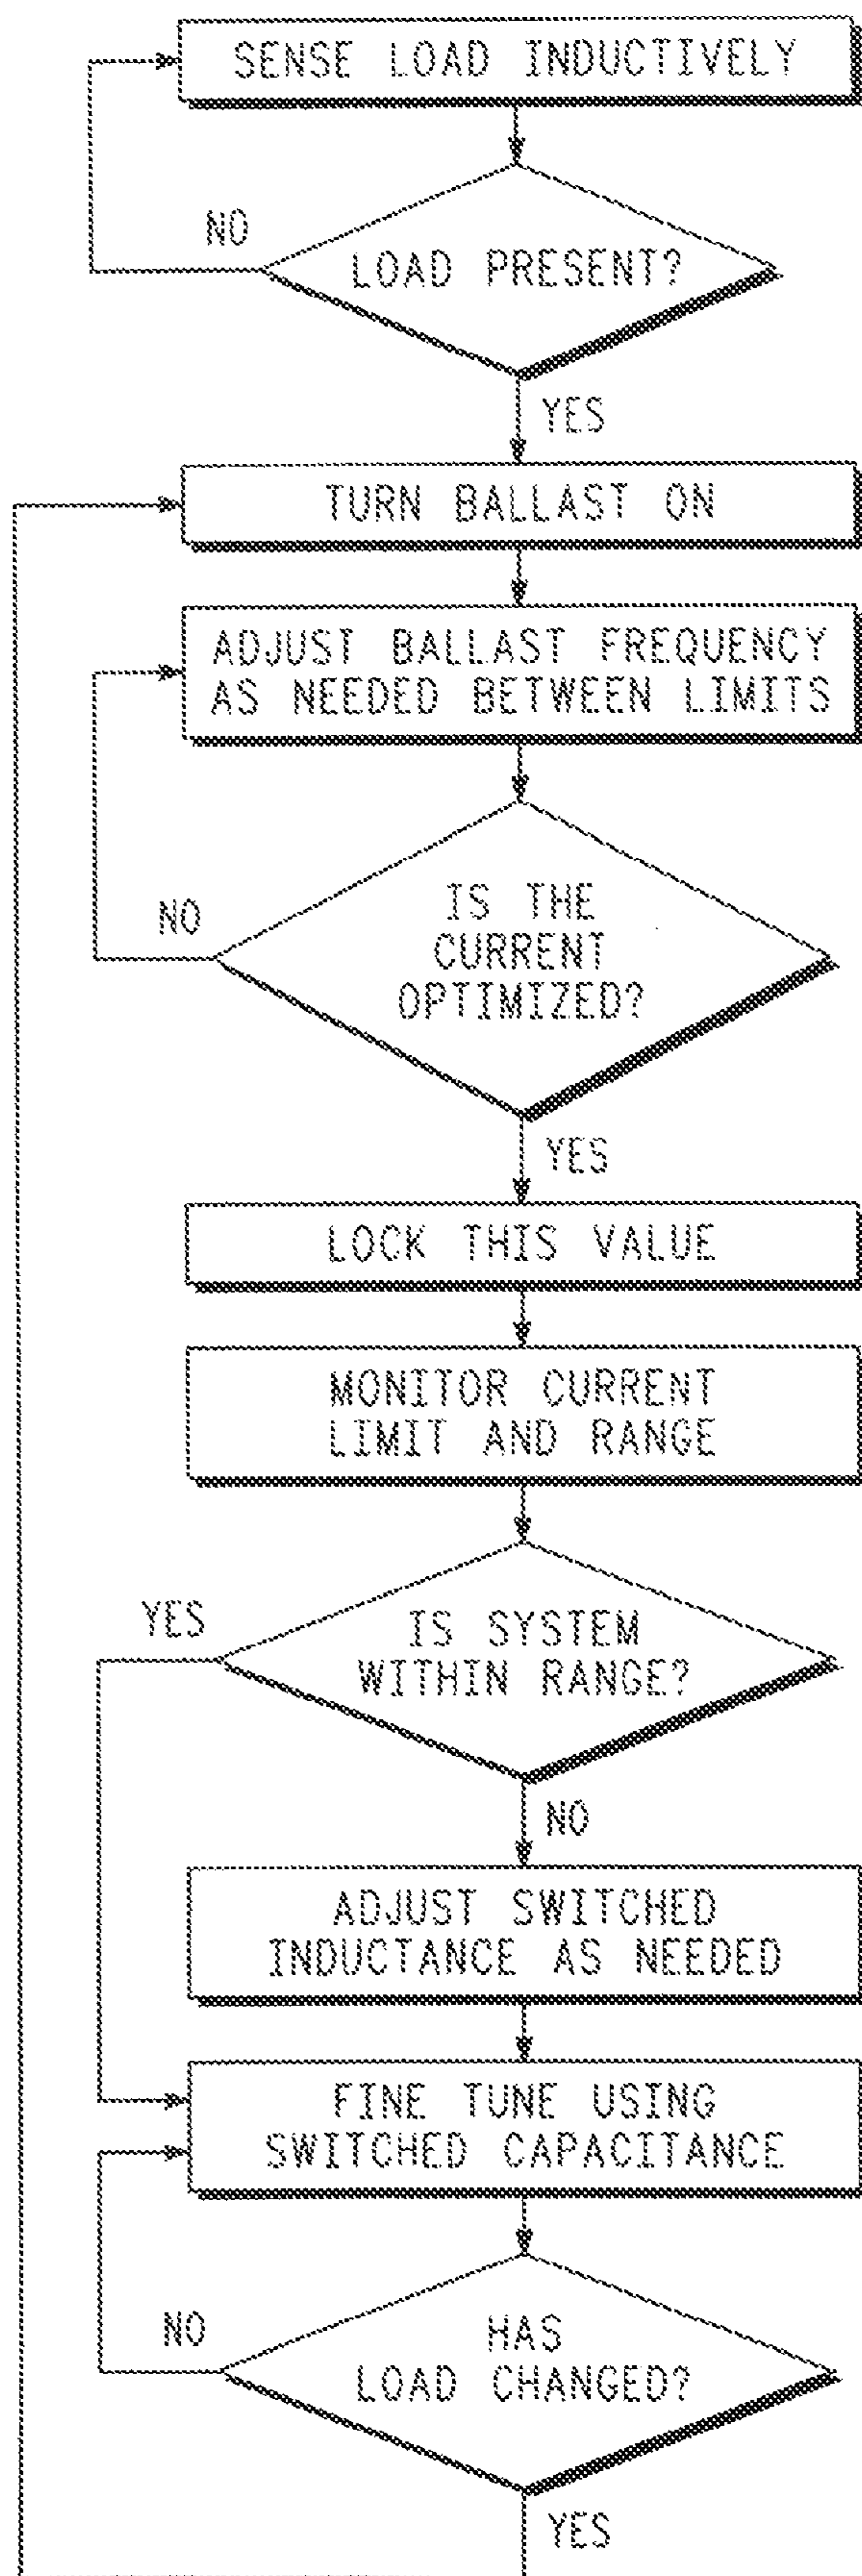 SENSE LOAD INDUCTIVELY
NO
LOAD PRESENT?
YES
TURN BALLAST ON
ADJUST BALLAST FREQUENCY
AS NEEDED BETWEEN LIMITS
NO
IS THE
CURRENT
OPTIMIZED?
YES
LOCK THIS VALUE
MONITOR CURRENT
LIMIT AND RANGE
YES
IS SYSTEM
WITHIN RANGE?
NO
ADJUST SWITCHED
INDUCTANCE AS NEEDED
FINE TUNE USING
SWITCHED CAPACITANCE
NO
HAS
LOAD CHANGED?
YES